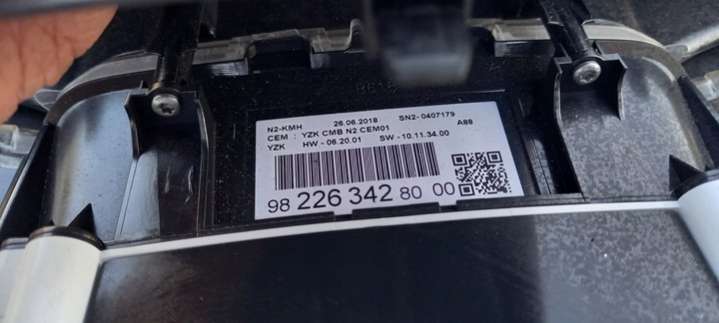 N2-KMH 26.06.2018 SN2-0407179
CEM : YZK CMB N2 CEM01 A88
YZK HW - 06.20.01 SW - 10.11.34.00
98 226 342 80 00